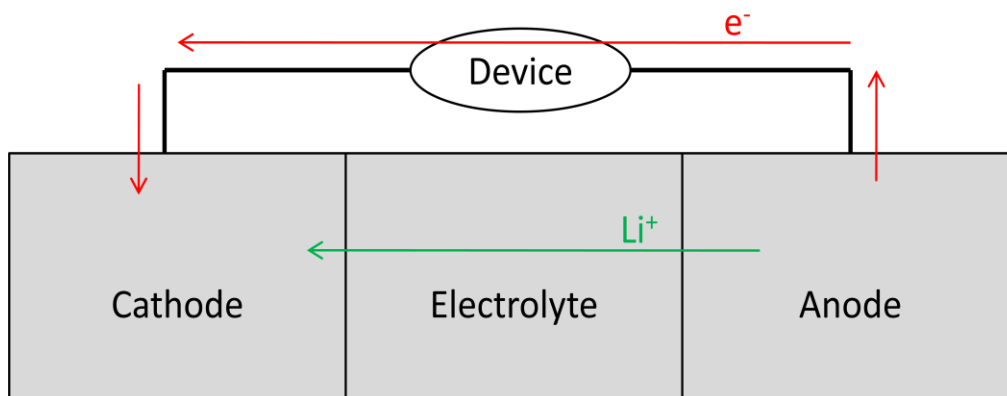 e⁻
Device
Li⁺
Cathode
Electrolyte
Anode